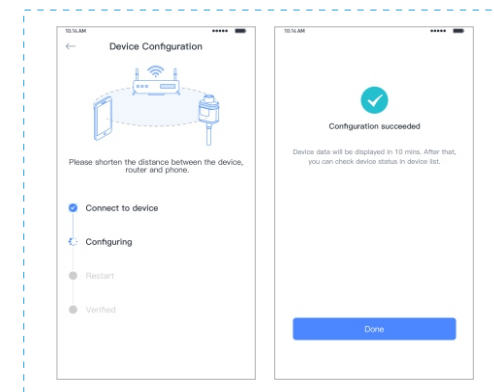 10:14 AM
Device Configuration
Please shorten the distance between the device,
router and phone.
Connect to device
Configuring
Restart
Verified
10:14 AM
Configuration succeeded
Device data will be displayed in 10 mins. After that,
you can check device status in device list.
Done